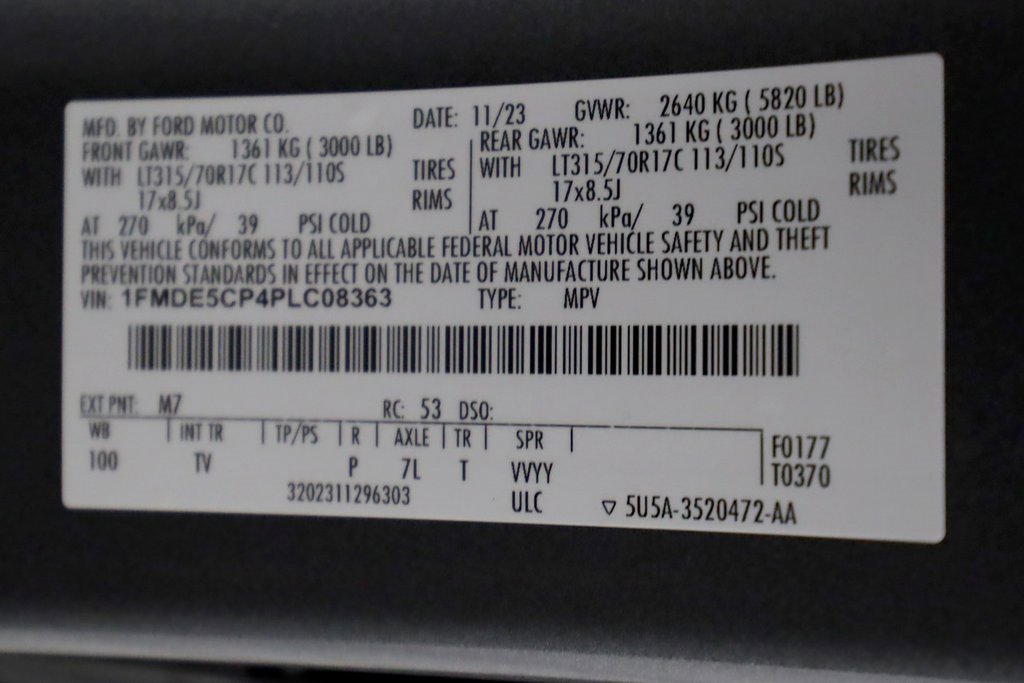 MFD. BY FORD MOTOR CO. DATE: 11/23 GVWR: 2640 KG ( 5820 LB)
FRONT GAWR: 1361 KG ( 3000 LB) REAR GAWR: 1361 KG ( 3000 LB)
WITH LT315/70R17C 113/110S TIRES WITH LT315/70R17C 113/110S TIRES
17x8.5J RIMS 17x8.5J RIMS
AT 270 kPa/ 39 PSI COLD AT 270 kPa/ 39 PSI COLD
THIS VEHICLE CONFORMS TO ALL APPLICABLE FEDERAL MOTOR VEHICLE SAFETY AND THEFT
PREVENTION STANDARDS IN EFFECT ON THE DATE OF MANUFACTURE SHOWN ABOVE.
VIN: 1FMDE5CP4PLC08363 TYPE: MPV
EXT PNT: M7 RC: 53 DSO:
WB INT TR TP/PS R AXLE TR SPR F0177
100 TV P 7L T VVYY T0370
3202311296303 ULC ▽ 5U5A-3520472-AA